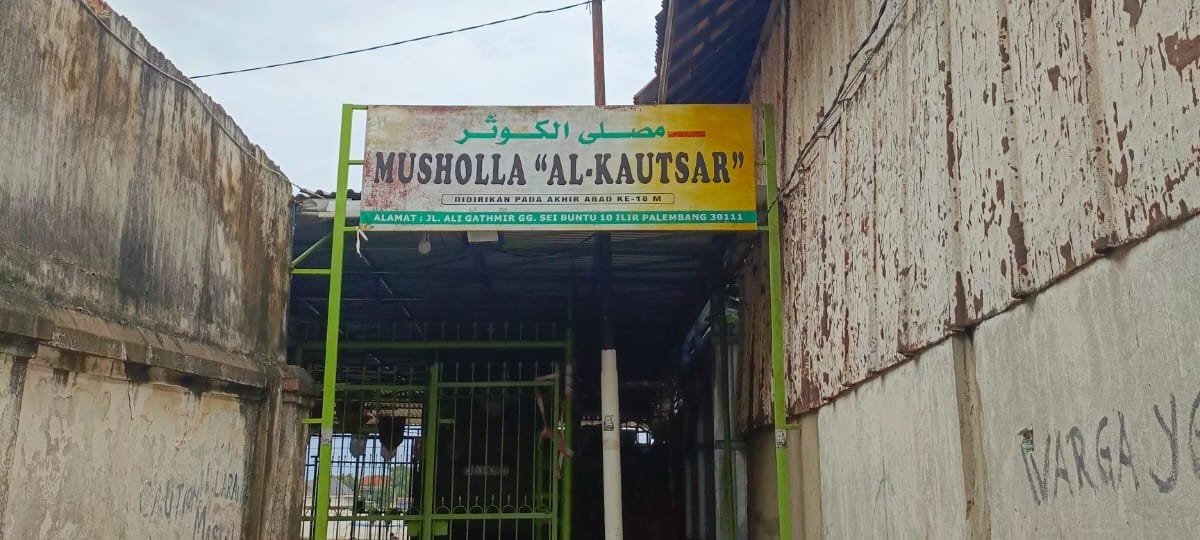 مصلى الكوثر
MUSHOLLA "AL-KAUTSAR"
DIDIRIKAN PADA AKHIR ABAD KE-18 M
ALAMAT : JL. ALI GATHMIR GG. SEI BUNTU 10 ILIR PALEMBANG 30111
WARGA